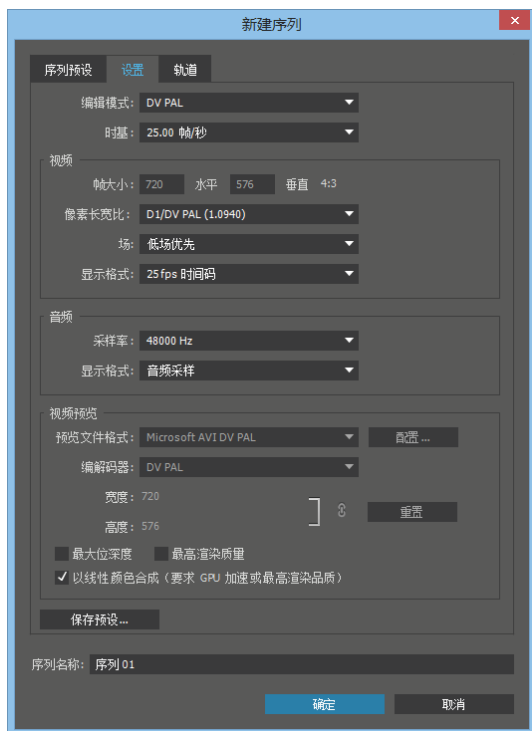 新建序列
序列预设 设置 轨道
编辑模式: DV PAL
时基: 25.00 帧/秒
视频
帧大小: 720 水平 576 垂直 4:3
像素长宽比: D1/DV PAL (1.0940)
场: 低场优先
显示格式: 25 fps 时间码
音频
采样率: 48000 Hz
显示格式: 音频采样
视频预览
预览文件格式: Microsoft AVI DV PAL 配置...
编解码器: DV PAL
宽度: 720
高度: 576 重置
最大位深度 最高渲染质量
以线性颜色合成（要求 GPU 加速或最高渲染品质）
保存预设...
序列名称: 序列 01
确定 取消